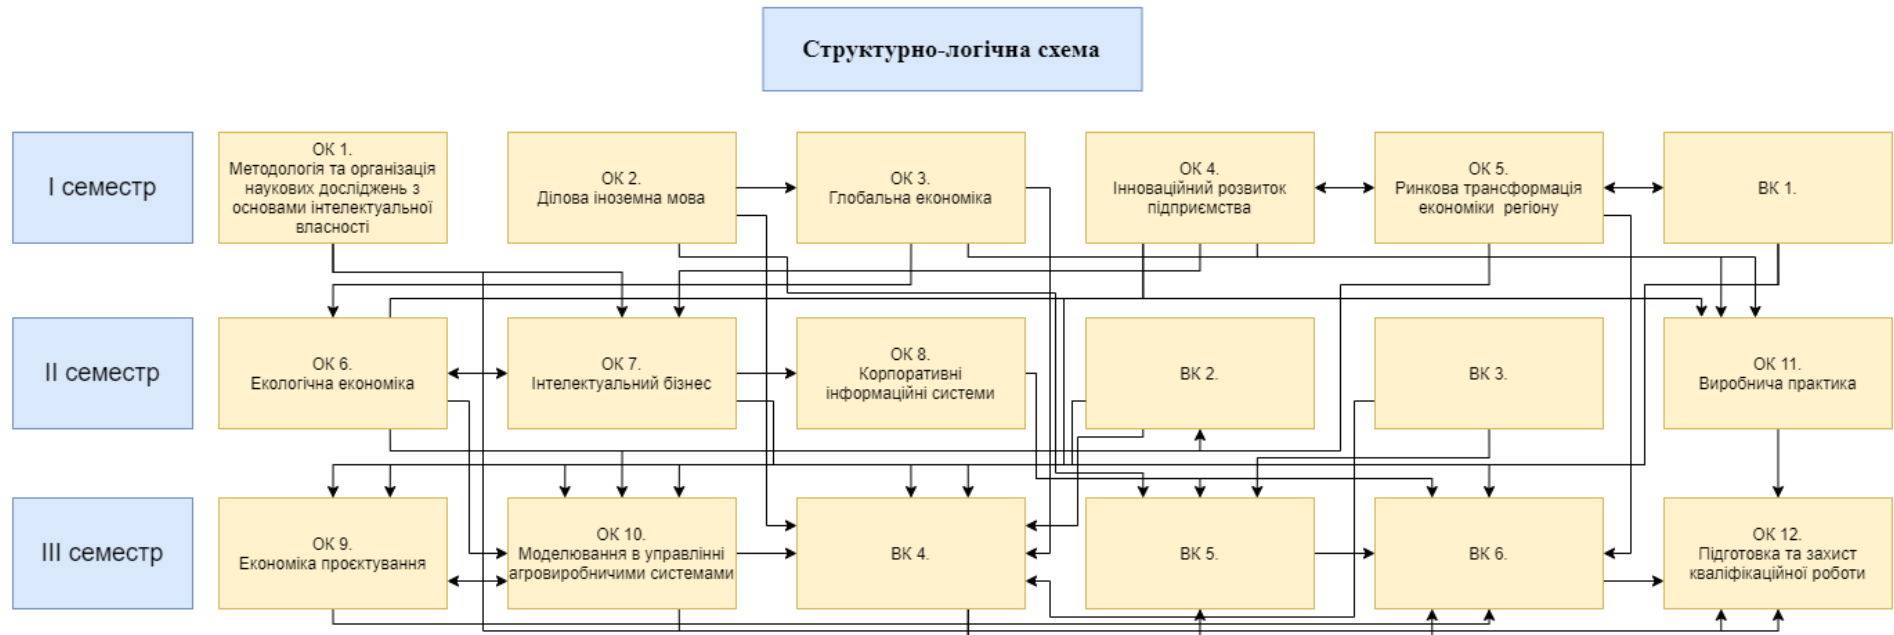 Структурно-логічна схема
І семестр
ОК 1.
Методологія та організація
наукових досліджень з
основами інтелектуальної
власності
ОК 2.
Ділова іноземна мова
ОК 3.
Глобальна економіка
ОК 4.
Інноваційний розвиток
підприємства
ОК 5.
Ринкова трансформація
економіки регіону
ВК 1.
ІІ семестр
ОК 6.
Екологічна економіка
ОК 7.
Інтелектуальний бізнес
ОК 8.
Корпоративні
інформаційні системи
ВК 2.
ВК 3.
ОК 11.
Виробнича практика
ІІІ семестр
ОК 9.
Економіка проєктування
ОК 10.
Моделювання в управлінні
агровиробничими системами
ВК 4.
ВК 5.
ВК 6.
ОК 12.
Підготовка та захист
кваліфікаційної роботи